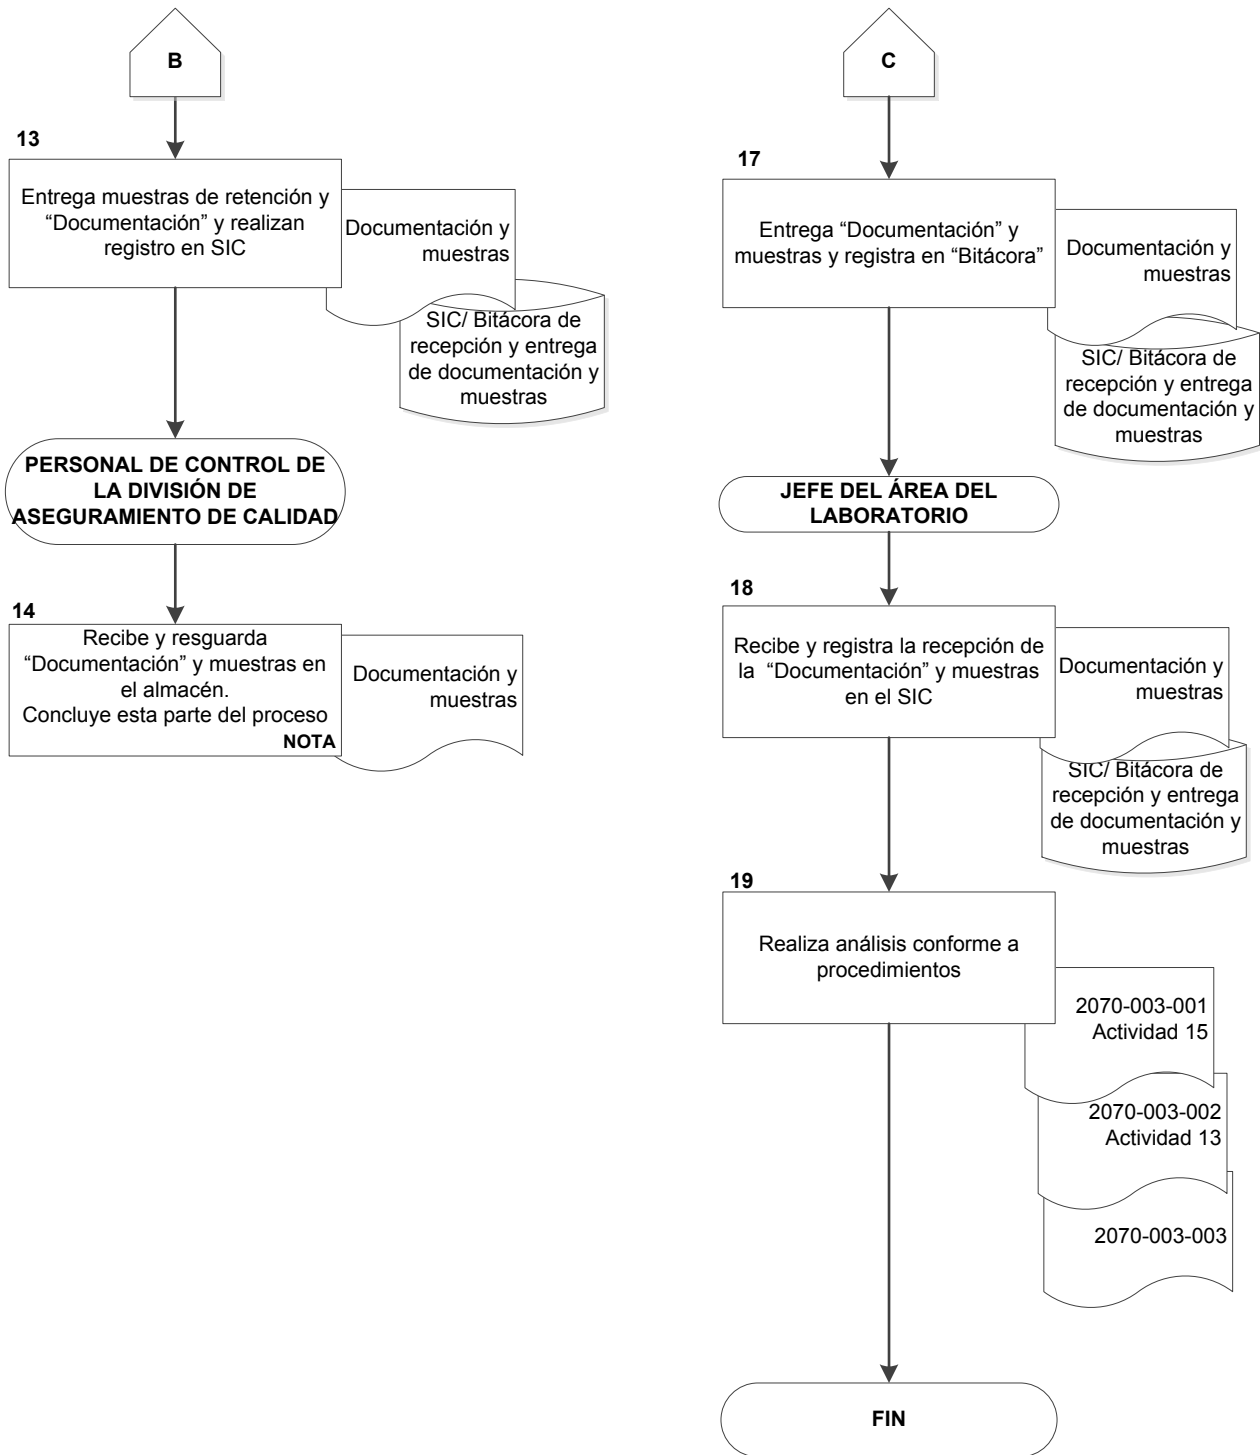 B
13
Entrega muestras de retención y
“Documentación” y realizan
registro en SIC
Documentación y
muestras
SIC/ Bitácora de
recepción y entrega
de documentación y
muestras
PERSONAL DE CONTROL DE
LA DIVISIÓN DE
ASEGURAMIENTO DE CALIDAD
14
Recibe y resguarda
“Documentación” y muestras en
el almacén.
Concluye esta parte del proceso
NOTA
Documentación y
muestras
C
17
Entrega “Documentación” y
muestras y registra en “Bitácora”
Documentación y
muestras
SIC/ Bitácora de
recepción y entrega
de documentación y
muestras
JEFE DEL ÁREA DEL
LABORATORIO
18
Recibe y registra la recepción de
la “Documentación” y muestras
en el SIC
Documentación y
muestras
SIC/ Bitácora de
recepción y entrega
de documentación y
muestras
19
Realiza análisis conforme a
procedimientos
2070-003-001
Actividad 15
2070-003-002
Actividad 13
2070-003-003
FIN